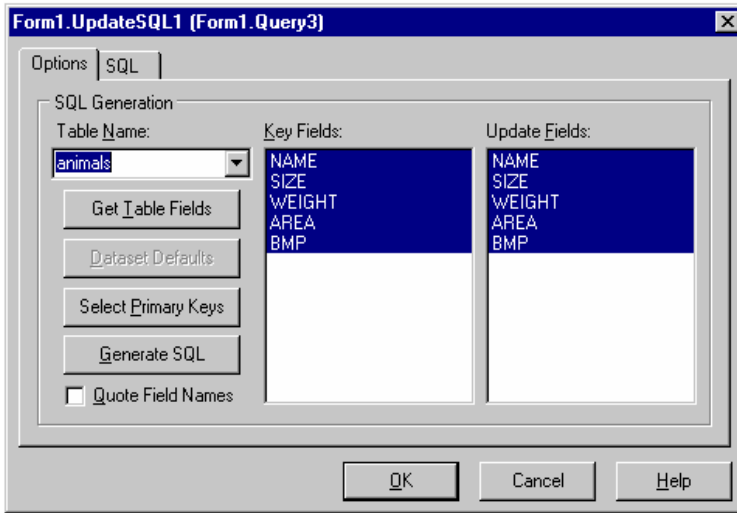 Form1.UpdateSQL1 (Form1.Query3)
Options
SQL
SQL Generation
Table Name:
animals
Get Table Fields
Dataset Defaults
Select Primary Keys
Generate SQL
Quote Field Names
Key Fields:
NAME
SIZE
WEIGHT
AREA
BMP
Update Fields:
NAME
SIZE
WEIGHT
AREA
BMP
OK
Cancel
Help